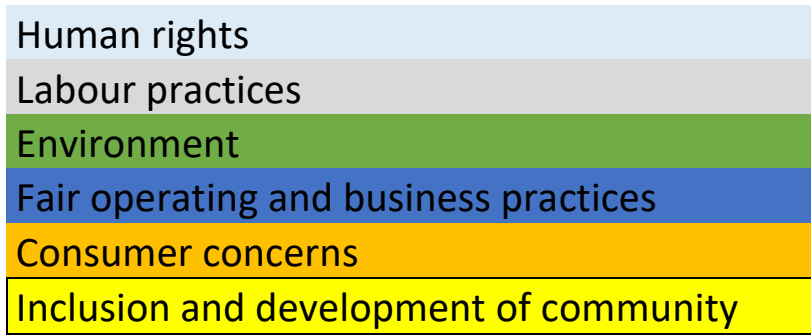 Human rights
Labour practices
Environment
Fair operating and business practices
Consumer concerns
Inclusion and development of community